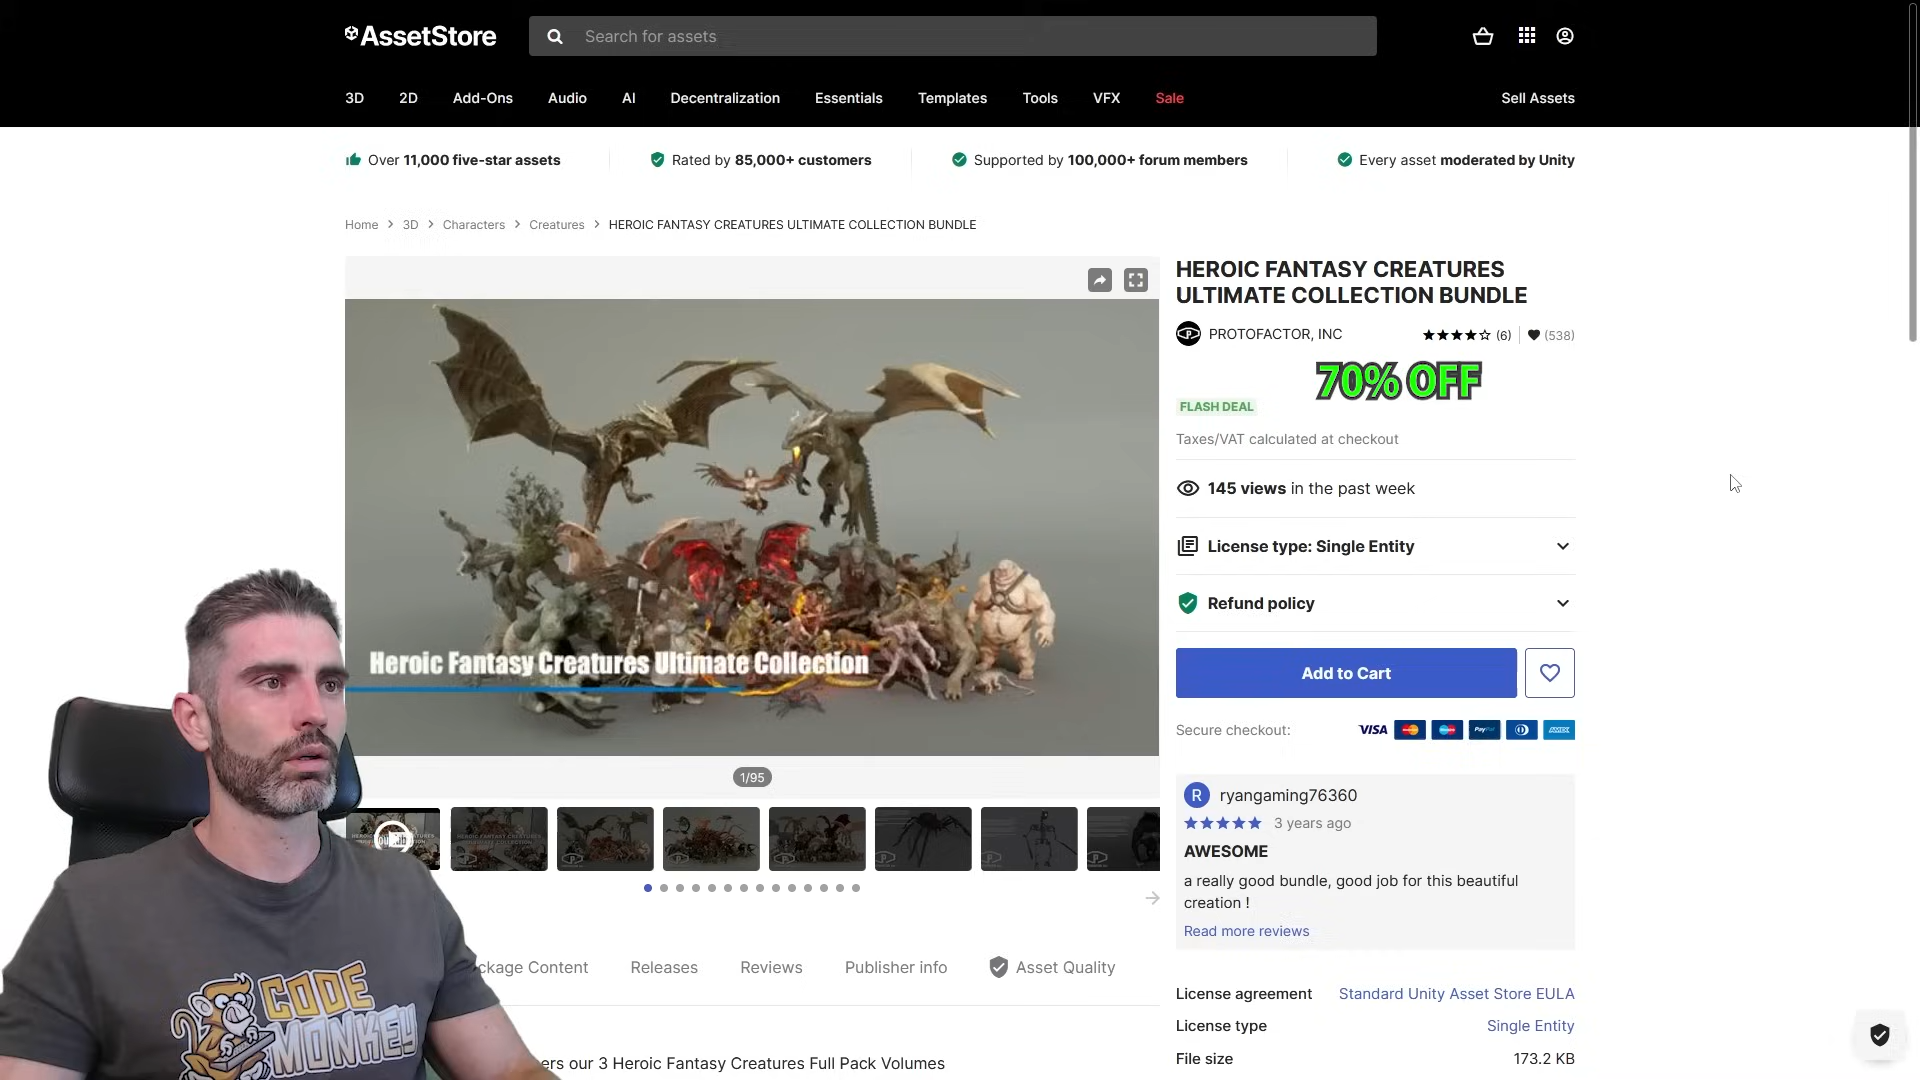 AssetStore
Search for assets
3D
2D
Add-Ons
Audio
AI
Decentralization
Essentials
Templates
Tools
VFX
Sale
Sell Assets
Over 11,000 five-star assets
Rated by 85,000+ customers
Supported by 100,000+ forum members
Every asset moderated by Unity
Home > 3D > Characters > Creatures > HEROIC FANTASY CREATURES ULTIMATE COLLECTION BUNDLE
HEROIC FANTASY CREATURES
ULTIMATE COLLECTION BUNDLE
PROTOFACTOR, INC
(6)
(538)
70% OFF
FLASH DEAL
Taxes/VAT calculated at checkout
145 views in the past week
License type: Single Entity
Refund policy
Add to Cart
Secure checkout:
VISA
PayPal
AMEX
Heroic Fantasy Creatures Ultimate Collection
1/95
R
ryangaming76360
3 years ago
AWESOME
a really good bundle, good job for this beautiful
creation !
Read more reviews
ckage Content
Releases
Reviews
Publisher info
Asset Quality
License agreement
Standard Unity Asset Store EULA
License type
Single Entity
File size
173.2 KB
ers our 3 Heroic Fantasy Creatures Full Pack Volumes
CODE
MONKEY